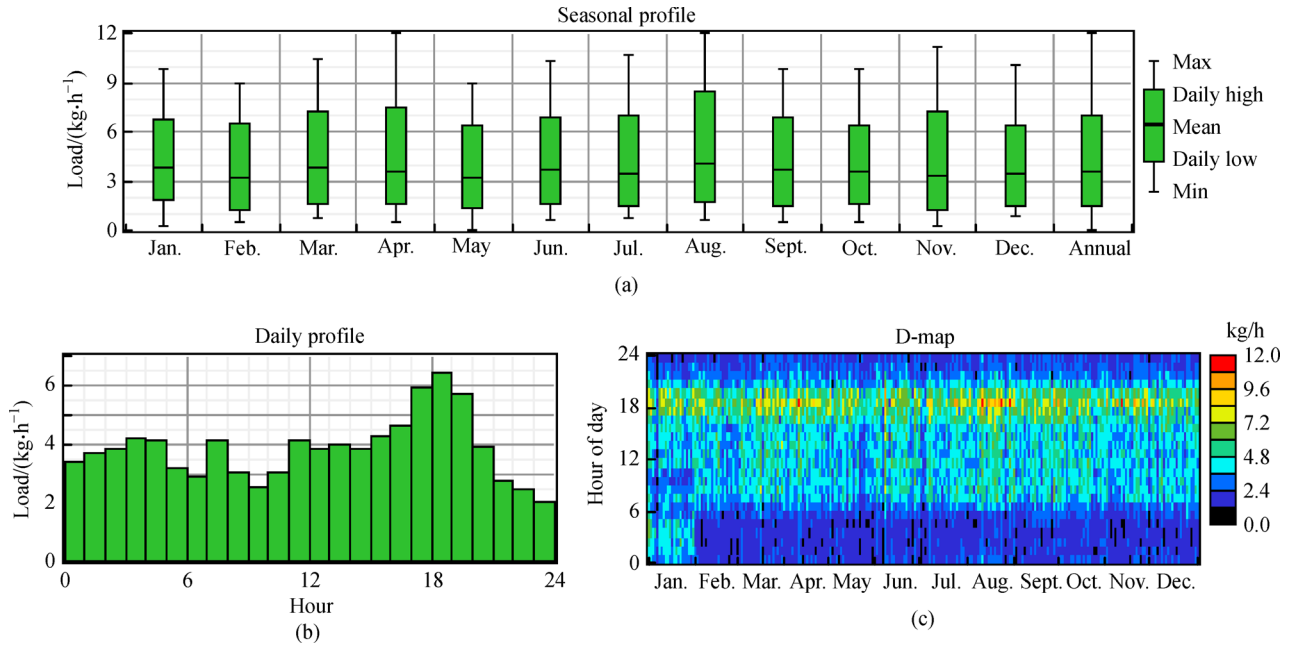 Seasonal profile
Load/(kg·h⁻¹)
12
9
6
3
0
Jan. Feb. Mar. Apr. May Jun. Jul. Aug. Sept. Oct. Nov. Dec. Annual
Max
Daily high
Mean
Daily low
Min
(a)
Daily profile
Load/(kg·h⁻¹)
6
4
2
0
0 6 12 18 24
Hour
(b)
D-map
Hour of day
24
18
12
6
0
Jan. Feb. Mar. Apr. May Jun. Jul. Aug. Sept. Oct. Nov. Dec.
kg/h
12.0
9.6
7.2
4.8
2.4
0.0
(c)